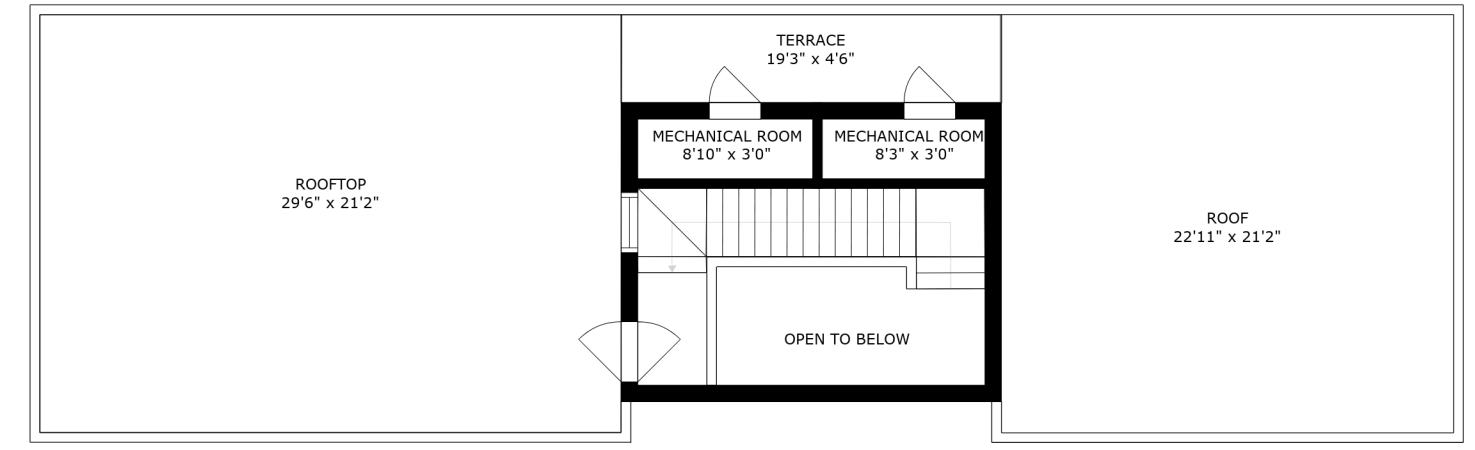 TERRACE
19'3" x 4'6"
MECHANICAL ROOM
8'10" x 3'0"
MECHANICAL ROOM
8'3" x 3'0"
ROOFTOP
29'6" x 21'2"
ROOF
22'11" x 21'2"
OPEN TO BELOW